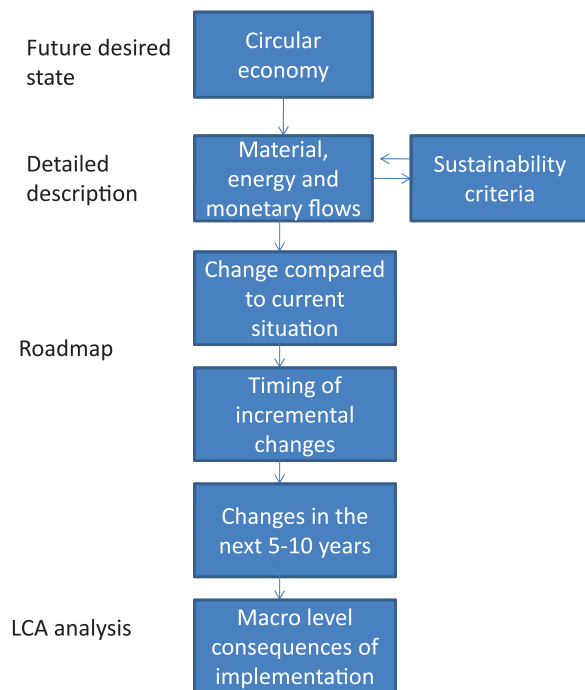 Future desired
state
Circular
economy
Detailed
description
Material,
energy and
monetary flows
Sustainability
criteria
Change compared
to current
situation
Roadmap
Timing of
incremental
changes
Changes in the
next 5-10 years
LCA analysis
Macro level
consequences of
implementation